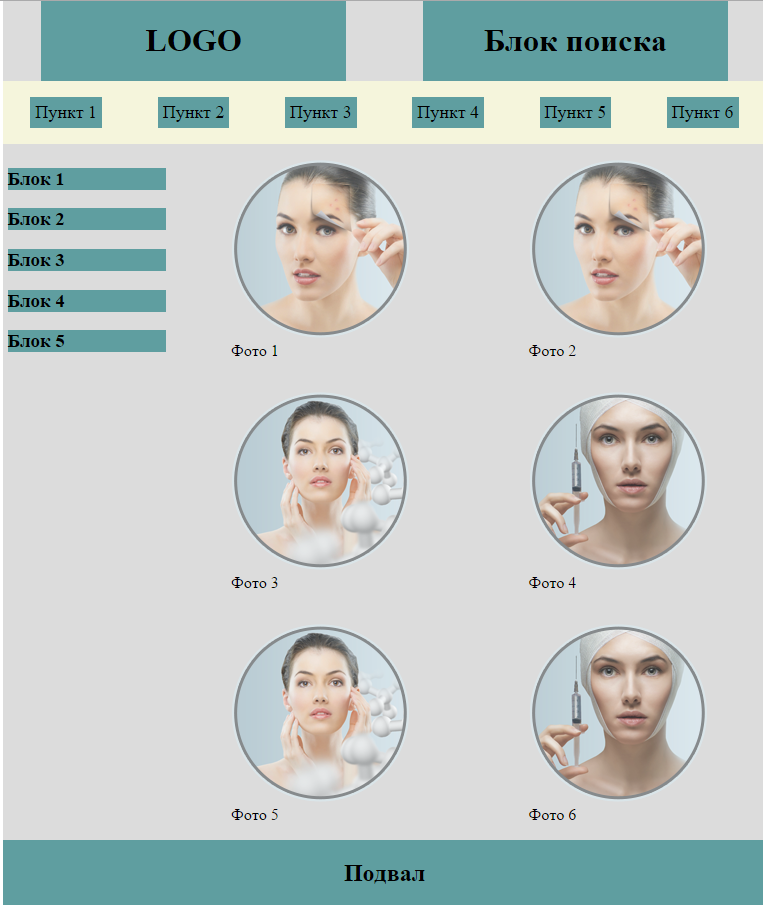 LOGO
Блок поиска
Пункт 1 Пункт 2 Пункт 3 Пункт 4 Пункт 5 Пункт 6
Блок 1
Блок 2
Блок 3
Блок 4
Блок 5
Фото 1
Фото 2
Фото 3
Фото 4
Фото 5
Фото 6
Подвал